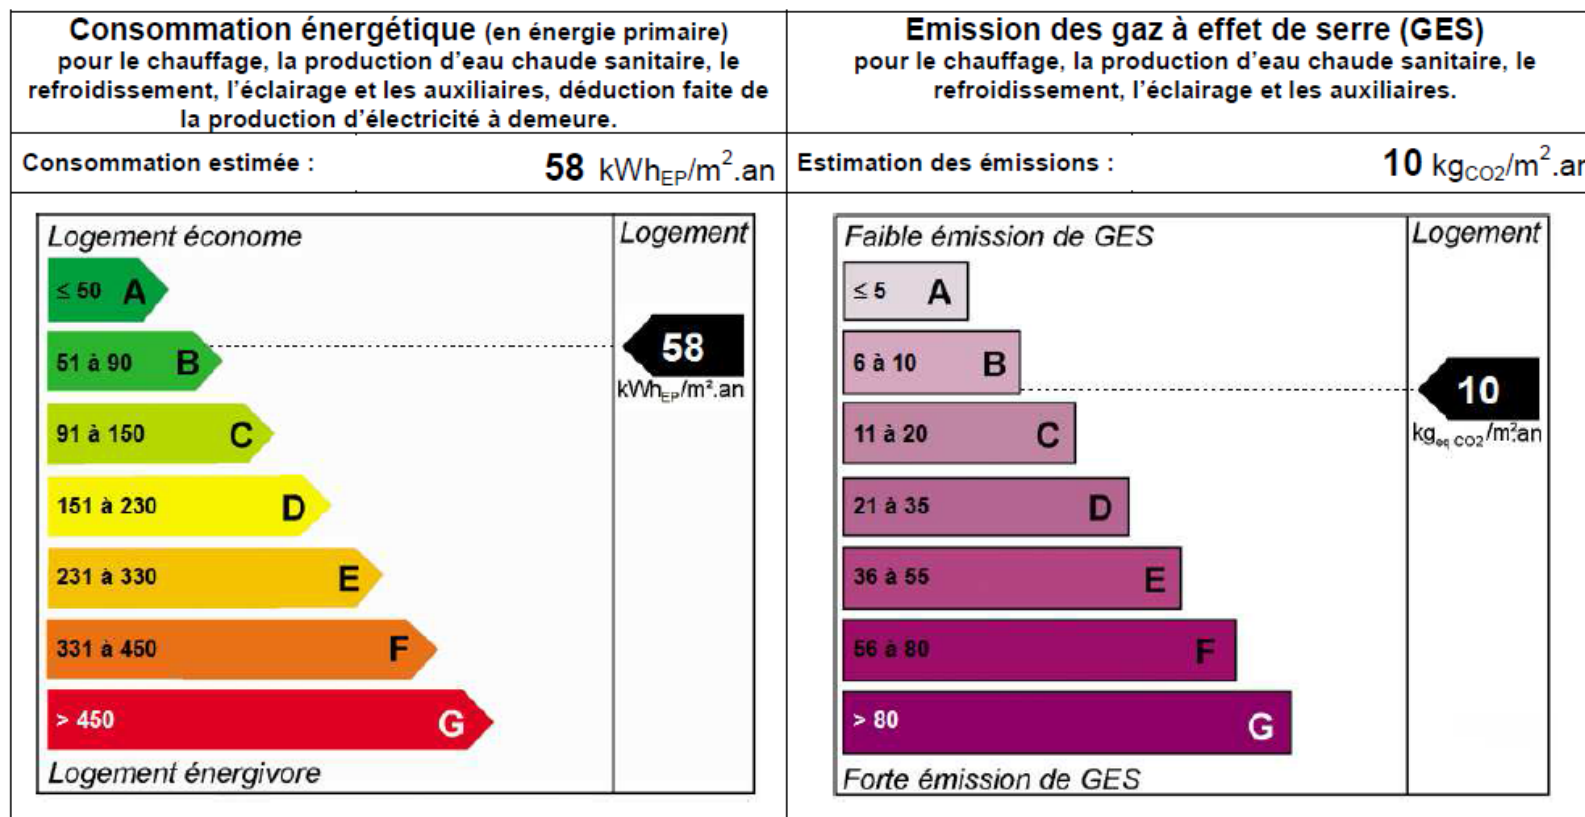 Consommation énergétique (en énergie primaire)
pour le chauffage, la production d'eau chaude sanitaire, le
refroidissement, l'éclairage et les auxiliaires, déduction faite de
la production d'électricité à demeure.
Consommation estimée : 58 kWhEP/m².an
Logement économe
Logement
≤ 50 A
51 à 90 B
58
kWhEP/m².an
91 à 150 C
151 à 230 D
231 à 330 E
331 à 450 F
> 450 G
Logement énergivore
Emission des gaz à effet de serre (GES)
pour le chauffage, la production d'eau chaude sanitaire, le
refroidissement, l'éclairage et les auxiliaires.
Estimation des émissions : 10 kgCO2/m².an
Faible émission de GES
Logement
≤ 5 A
6 à 10 B
10
kgeq CO2/m².an
11 à 20 C
21 à 35 D
36 à 55 E
56 à 80 F
> 80 G
Forte émission de GES